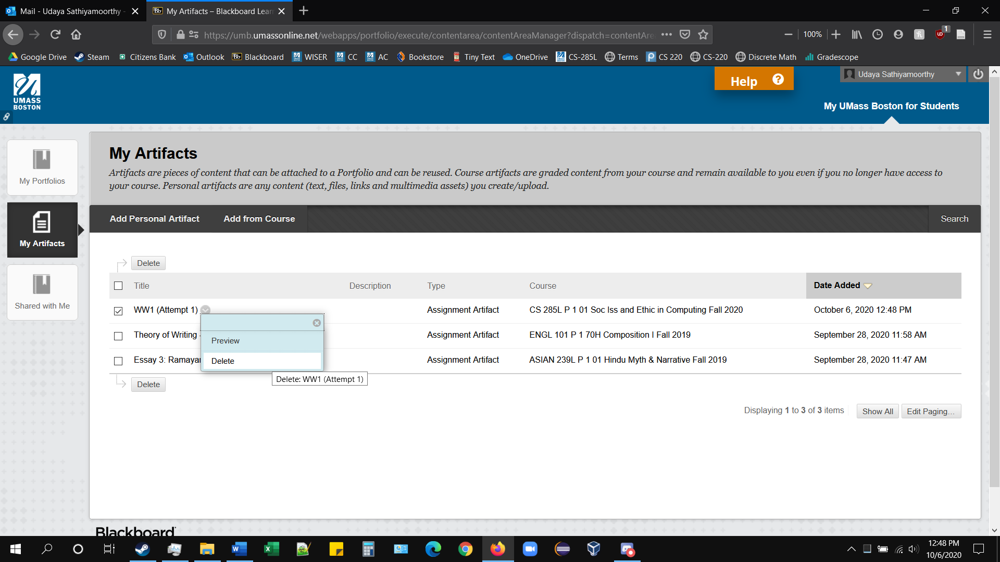 Mail - Udaya Sathiyamoorthy -
My Artifacts – Blackboard Lear
https://umb.umassonline.net/webapps/portfolio/execute/contentarea/contentAreaManager?dispatch=contentAre
100%
1
Google Drive
Steam
Citizens Bank
Outlook
Bb Blackboard
WISER
CC
AC
Bookstore
Tiny Text
OneDrive
CS-285L
Terms
CS 220
CS-220
Discrete Math
Gradescope
UMASS
BOSTON
Help ?
Udaya Sathiyamoorthy
My UMass Boston for Students
My Portfolios
My Artifacts
Shared with Me
My Artifacts
Artifacts are pieces of content that can be attached to a Portfolio and can be reused. Course artifacts are graded content from your course and remain available to you even if you no longer have access to
your course. Personal artifacts are any content (text, files, links and multimedia assets) you create/upload.
Add Personal Artifact
Add from Course
Search
Delete
Title Description Type Course Date Added
WW1 (Attempt 1) Assignment Artifact CS 285L P 1 01 Soc Iss and Ethic in Computing Fall 2020 October 6, 2020 12:48 PM
Theory of Writing Assignment Artifact ENGL 101 P 1 70H Composition I Fall 2019 September 28, 2020 11:58 AM
Essay 3: Ramaya Assignment Artifact ASIAN 239L P 1 01 Hindu Myth & Narrative Fall 2019 September 28, 2020 11:47 AM
Preview
Delete
Delete: WW1 (Attempt 1)
Delete
Displaying 1 to 3 of 3 items
Show All
Edit Paging...
Blackboard
12:48 PM
10/6/2020